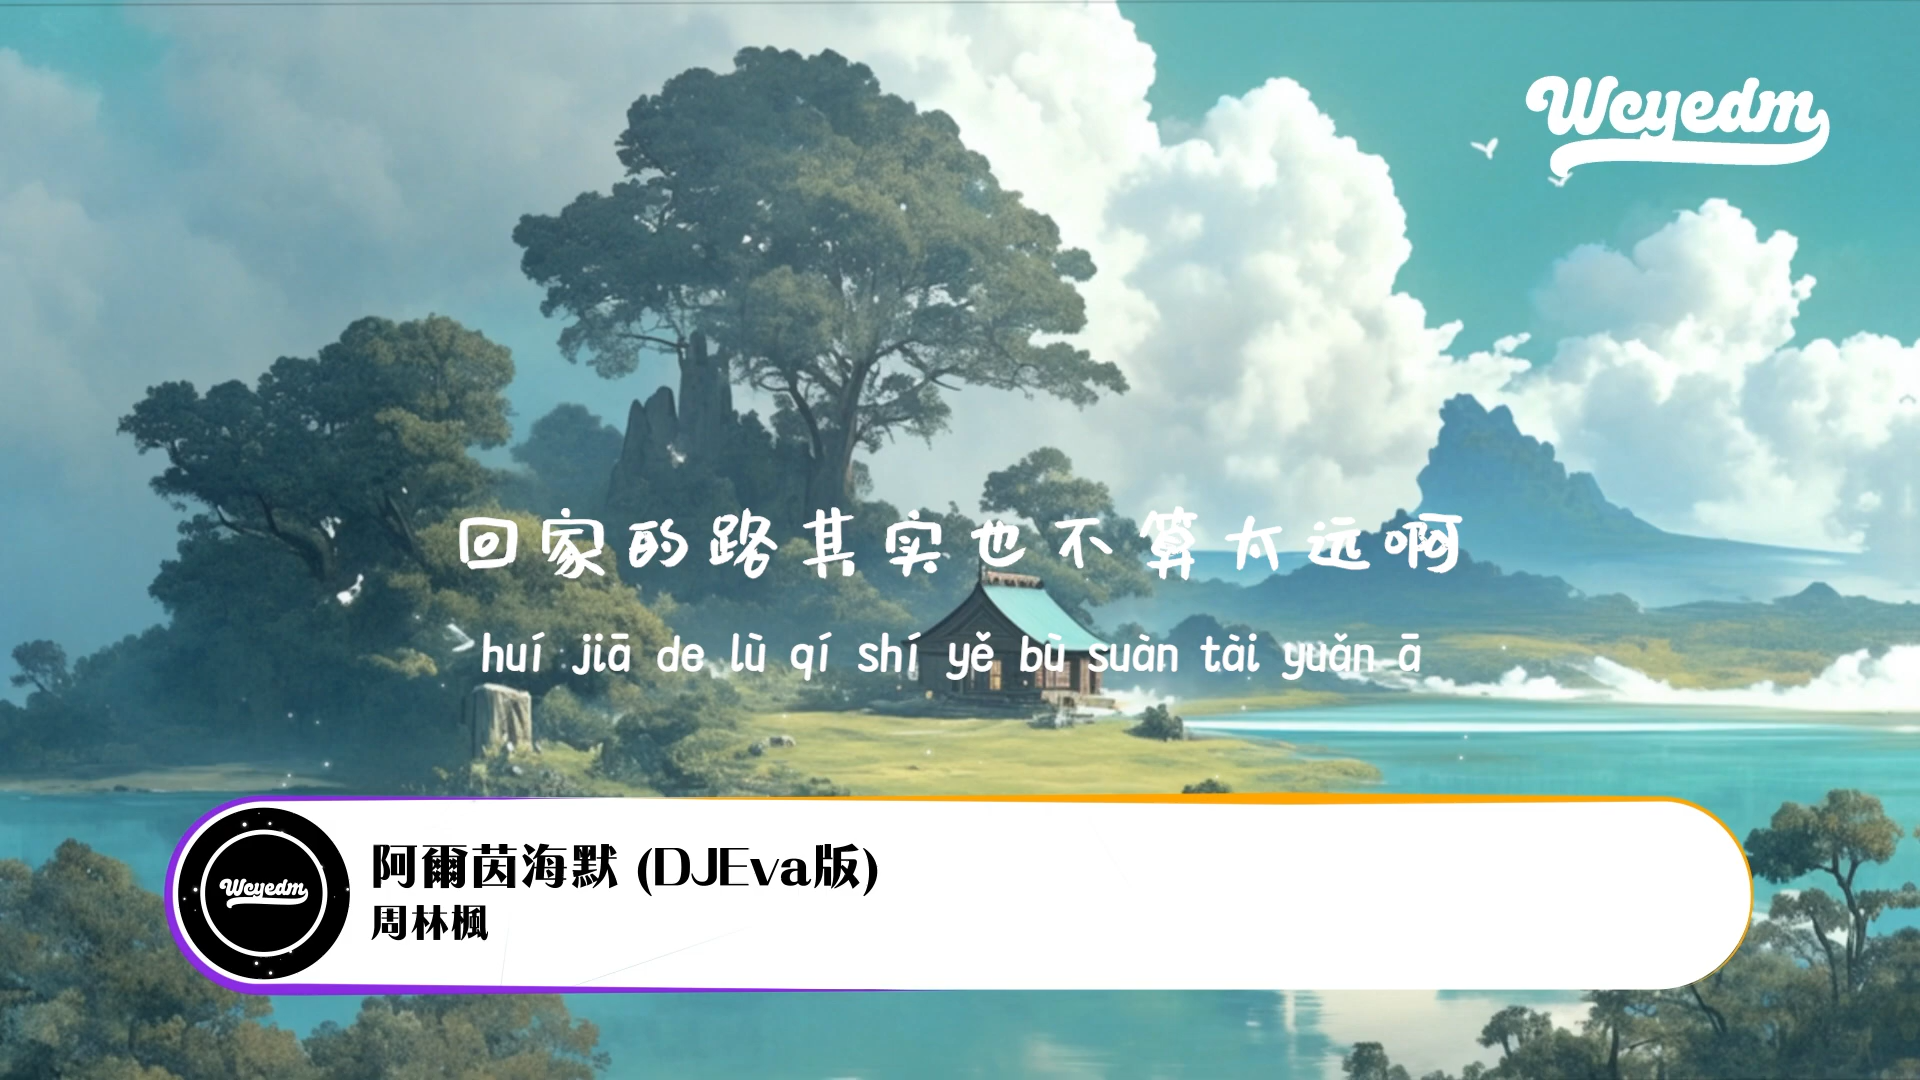 Wcyedm
回家的路其实也不算太远啊
huí jiā de lù qí shí yě bù suàn tài yuǎn ā
Wcyedm
阿爾茵海默 (DJEva版)
周林楓